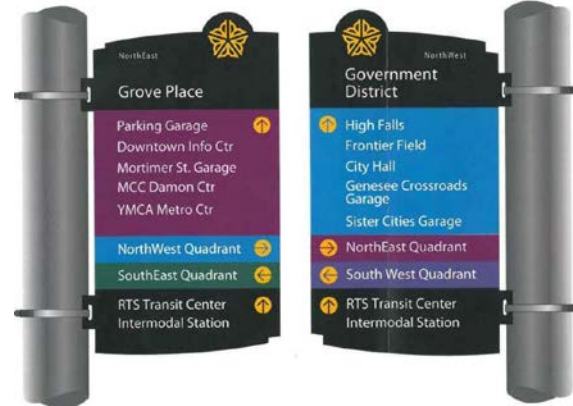 NorthEast
Grove Place
Parking Garage
Downtown Info Ctr
Mortimer St. Garage
MCC Damon Ctr
YMCA Metro Ctr
NorthWest Quadrant
SouthEast Quadrant
RTS Transit Center
Intermodal Station
NorthWest
Government
District
High Falls
Frontier Field
City Hall
Genesee Crossroads
Garage
Sister Cities Garage
NorthEast Quadrant
South West Quadrant
RTS Transit Center
Intermodal Station